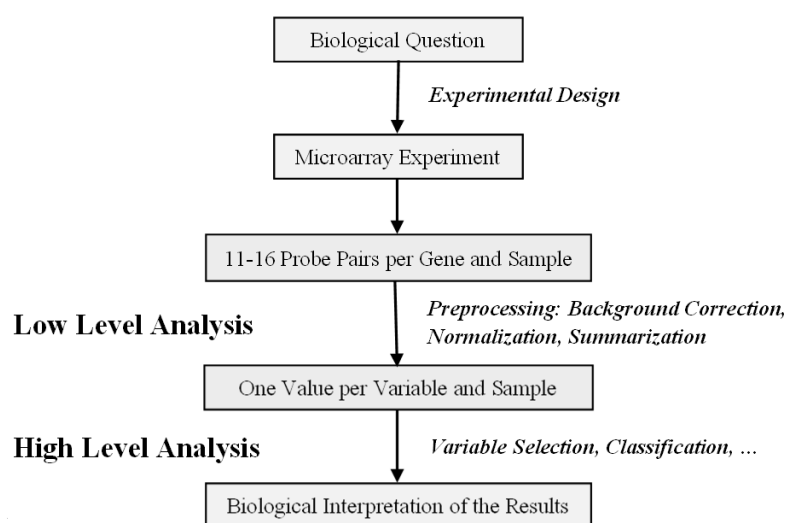 Biological Question
Experimental Design
Microarray Experiment
11-16 Probe Pairs per Gene and Sample
Low Level Analysis
Preprocessing: Background Correction,
Normalization, Summarization
One Value per Variable and Sample
High Level Analysis
Variable Selection, Classification, ...
Biological Interpretation of the Results